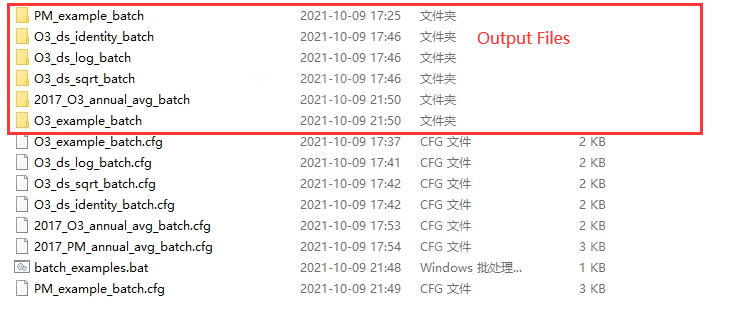 PM_example_batch 2021-10-09 17:25 文件夹
O3_ds_identity_batch 2021-10-09 17:46 文件夹 Output Files
O3_ds_log_batch 2021-10-09 17:46 文件夹
O3_ds_sqrt_batch 2021-10-09 17:46 文件夹
2017_O3_annual_avg_batch 2021-10-09 21:50 文件夹
O3_example_batch 2021-10-09 21:50 文件夹
O3_example_batch.cfg 2021-10-09 17:37 CFG 文件 2 KB
O3_ds_log_batch.cfg 2021-10-09 17:41 CFG 文件 2 KB
O3_ds_sqrt_batch.cfg 2021-10-09 17:42 CFG 文件 2 KB
O3_ds_identity_batch.cfg 2021-10-09 17:42 CFG 文件 2 KB
2017_O3_annual_avg_batch.cfg 2021-10-09 17:53 CFG 文件 2 KB
2017_PM_annual_avg_batch.cfg 2021-10-09 17:54 CFG 文件 3 KB
batch_examples.bat 2021-10-09 21:48 Windows 批处理... 1 KB
PM_example_batch.cfg 2021-10-09 21:49 CFG 文件 3 KB